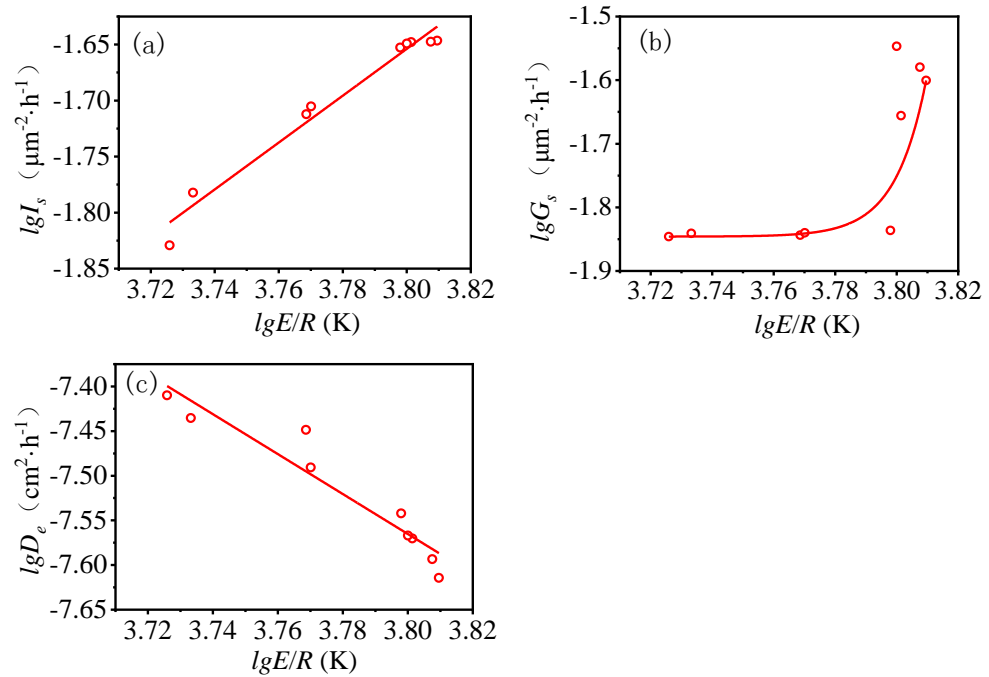 (a)
-1.65
-1.70
-1.75
-1.80
-1.85
lgIₛ（μm⁻²·h⁻¹）
3.72 3.74 3.76 3.78 3.80 3.82
lgE/R (K)
(b)
-1.5
-1.6
-1.7
-1.8
-1.9
lgGₛ（μm⁻²·h⁻¹）
3.72 3.74 3.76 3.78 3.80 3.82
lgE/R (K)
(c)
-7.40
-7.45
-7.50
-7.55
-7.60
-7.65
lgDₑ（cm²·h⁻¹）
3.72 3.74 3.76 3.78 3.80 3.82
lgE/R (K)